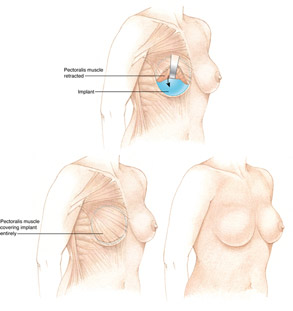 Pectoralis muscle
retracted
Implant
Pectoralis muscle
covering implant
entirely